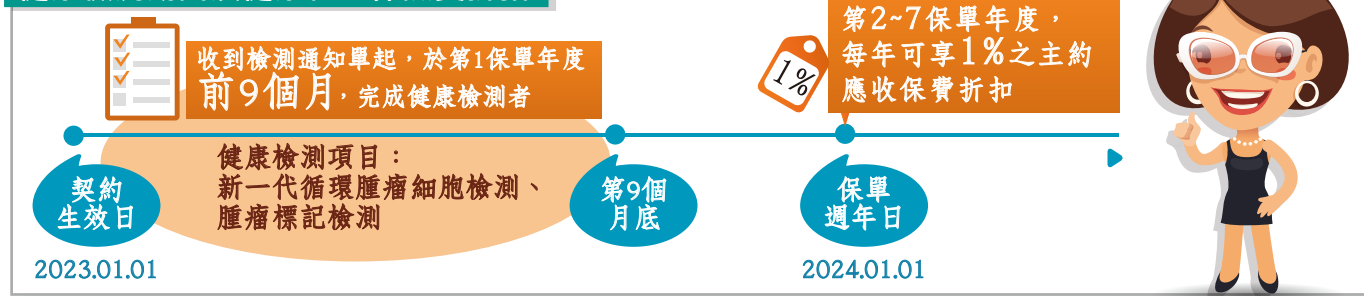 收到檢測通知單起，於第1保單年度
前9個月，完成健康檢測者
第2~7保單年度，
每年可享1%之主約
應收保費折扣
1%
健康檢測項目：
新一代循環腫瘤細胞檢測、
腫瘤標記檢測
契約
生效日
第9個
月底
保單
週年日
2023.01.01
2024.01.01